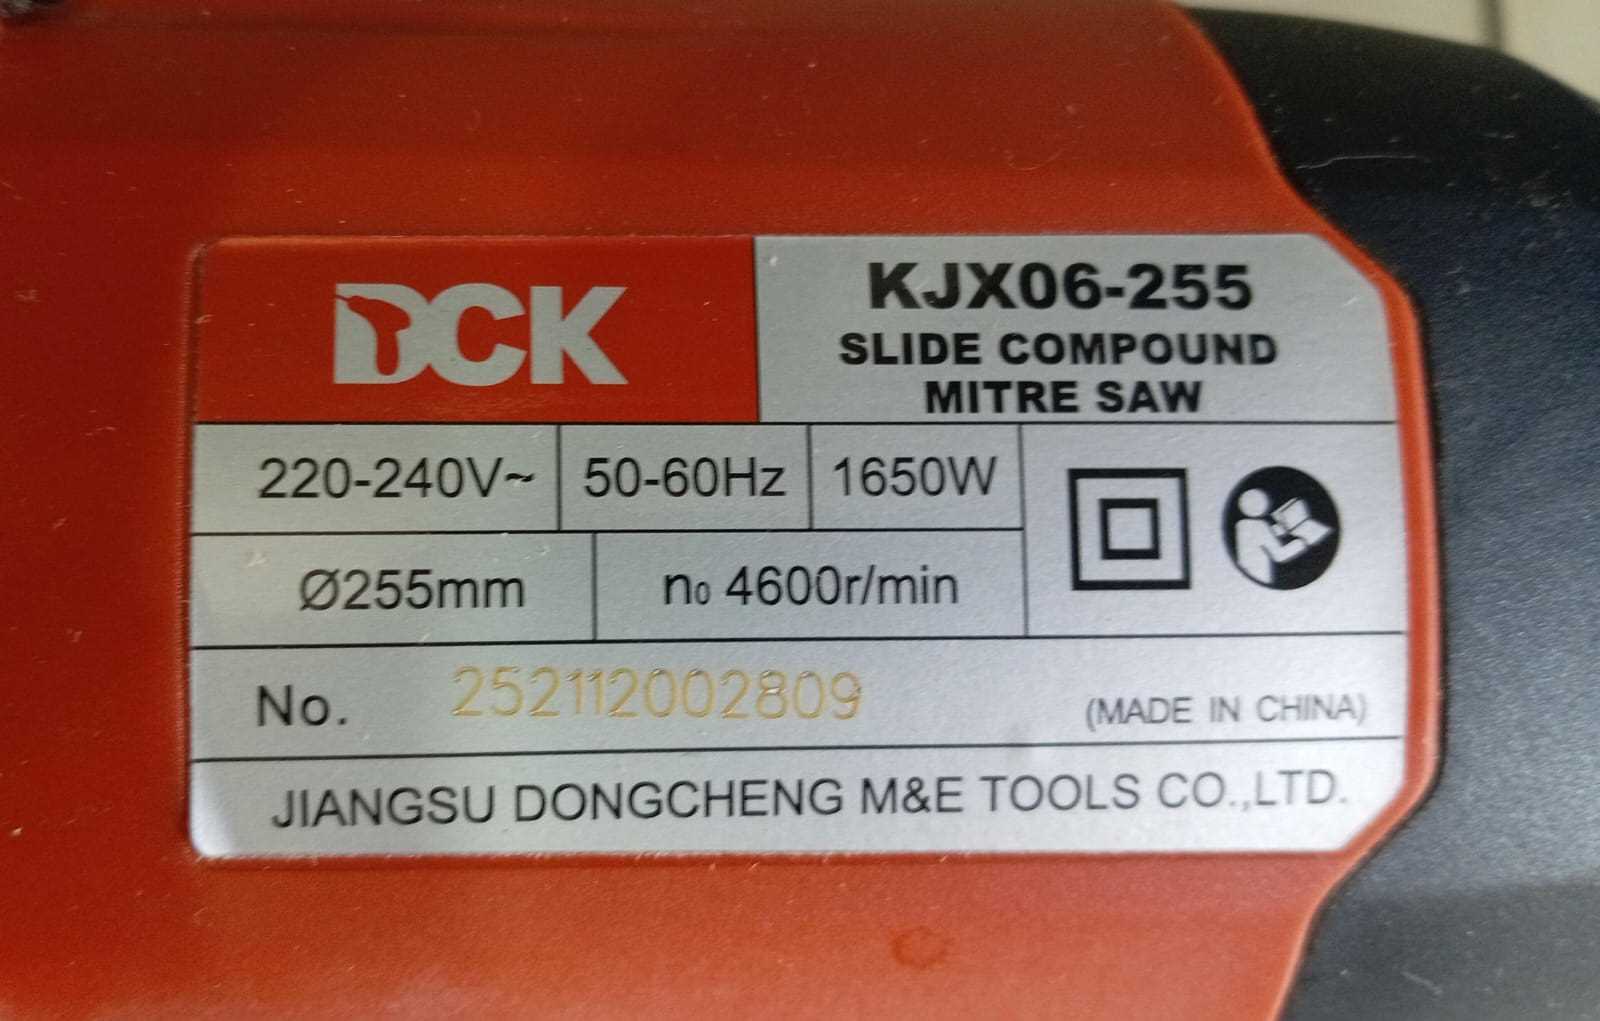 DCK
KJX06-255
SLIDE COMPOUND
MITRE SAW
220-240V~ 50-60Hz 1650W
Ø255mm n₀ 4600r/min
No. 252112002809 (MADE IN CHINA)
JIANGSU DONGCHENG M&E TOOLS CO.,LTD.